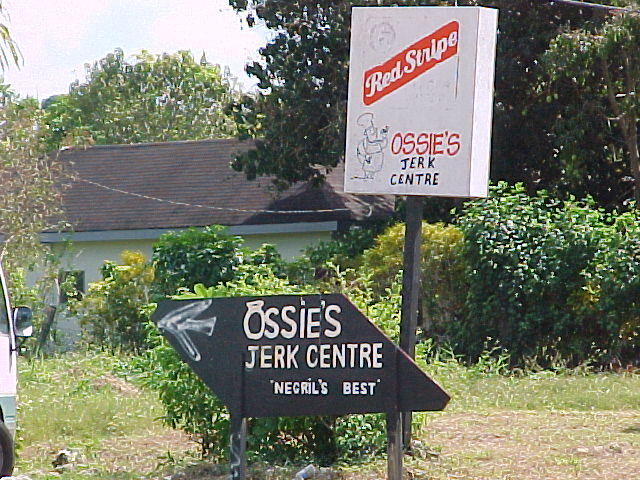 Red Stripe
OSSIE'S
JERK
CENTRE
OSSIE'S
JERK CENTRE
"NEGRIL'S BEST"